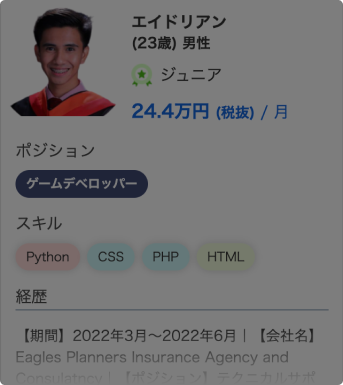 エイドリアン
(23歳) 男性
ジュニア
24.4万円 (税抜) / 月
ポジション
ゲームデベロッパー
スキル
Python CSS PHP HTML
経歴
【期間】2022年3月〜2022年6月 | 【会社名】
Eagles Planners Insurance Agency and
Consulatncy | 【ポジション】テクニカルサポ